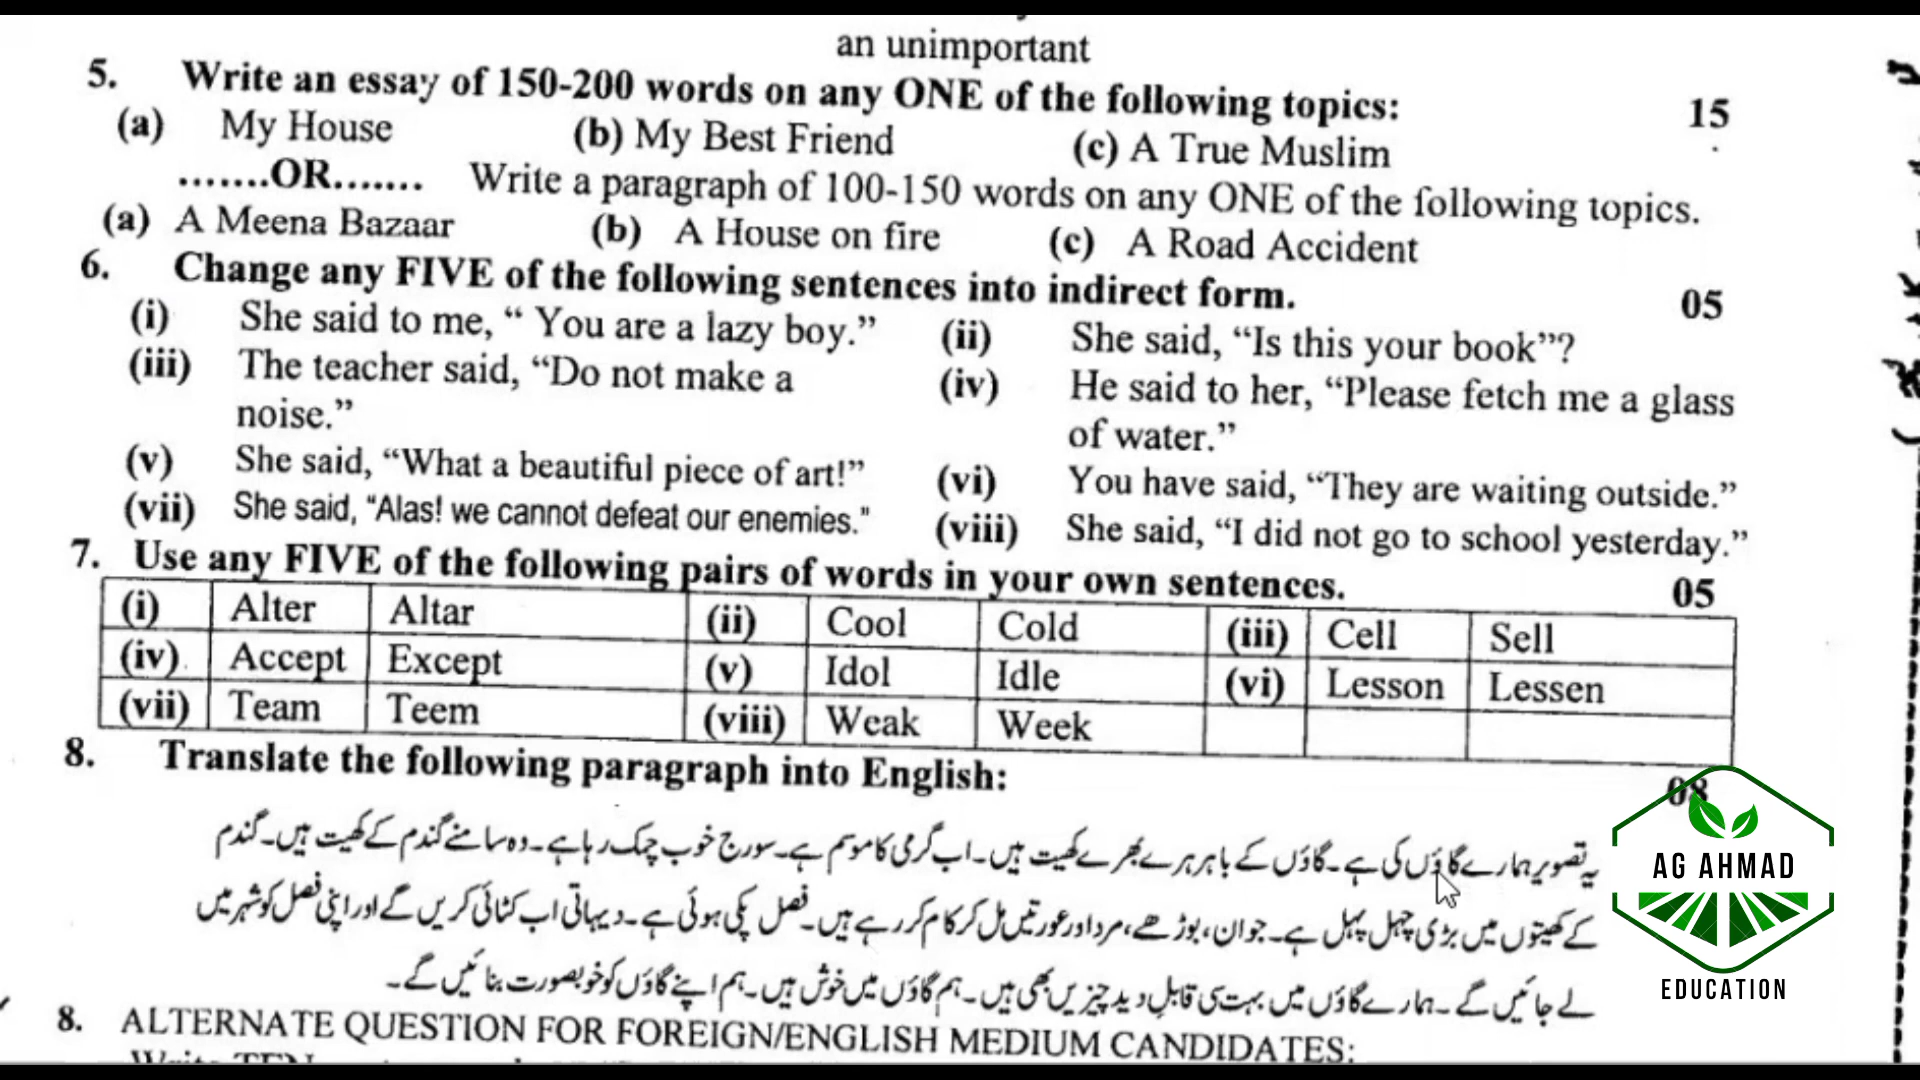 an unimportant
5. Write an essay of 150-200 words on any ONE of the following topics: 15
(a) My House (b) My Best Friend (c) A True Muslim
.......OR....... Write a paragraph of 100-150 words on any ONE of the following topics.
(a) A Meena Bazaar (b) A House on fire (c) A Road Accident
6. Change any FIVE of the following sentences into indirect form. 05
(i) She said to me, “ You are a lazy boy.” (ii) She said, “Is this your book”?
(iii) The teacher said, “Do not make a (iv) He said to her, “Please fetch me a glass
noise.” of water.”
(v) She said, “What a beautiful piece of art!” (vi) You have said, “They are waiting outside.”
(vii) She said, “Alas! we cannot defeat our enemies.” (viii) She said, “I did not go to school yesterday.”
7. Use any FIVE of the following pairs of words in your own sentences. 05
(i) Alter Altar (ii) Cool Cold (iii) Cell Sell
(iv) Accept Except (v) Idol Idle (vi) Lesson Lessen
(vii) Team Teem (viii) Weak Week
8. Translate the following paragraph into English: 08
یہ تصویر ہمارے گاؤں کی ہے۔ گاؤں کے باہر ہرے بھرے کھیت ہیں۔ اب گرمی کا موسم ہے۔ سورج خوب چمک رہا ہے۔ وہ سامنے گندم کے کھیت ہیں۔ گندم
کے کھیتوں میں بڑی چہل پہل ہے۔ جوان، بوڑھے، مرد اور عورتیں مل کر کام کر رہے ہیں۔ فصل پکی ہوئی ہے۔ دیہاتی اب کٹائی کریں گے اور اپنی فصل کو شہر میں
لے جائیں گے۔ ہمارے گاؤں میں بہت سی قابل دید چیزیں بھی ہیں۔ ہم گاؤں میں خوش ہیں۔ ہم اپنے گاؤں کو خوبصورت بنائیں گے۔
AG AHMAD
EDUCATION
8. ALTERNATE QUESTION FOR FOREIGN/ENGLISH MEDIUM CANDIDATES:
Write TEN